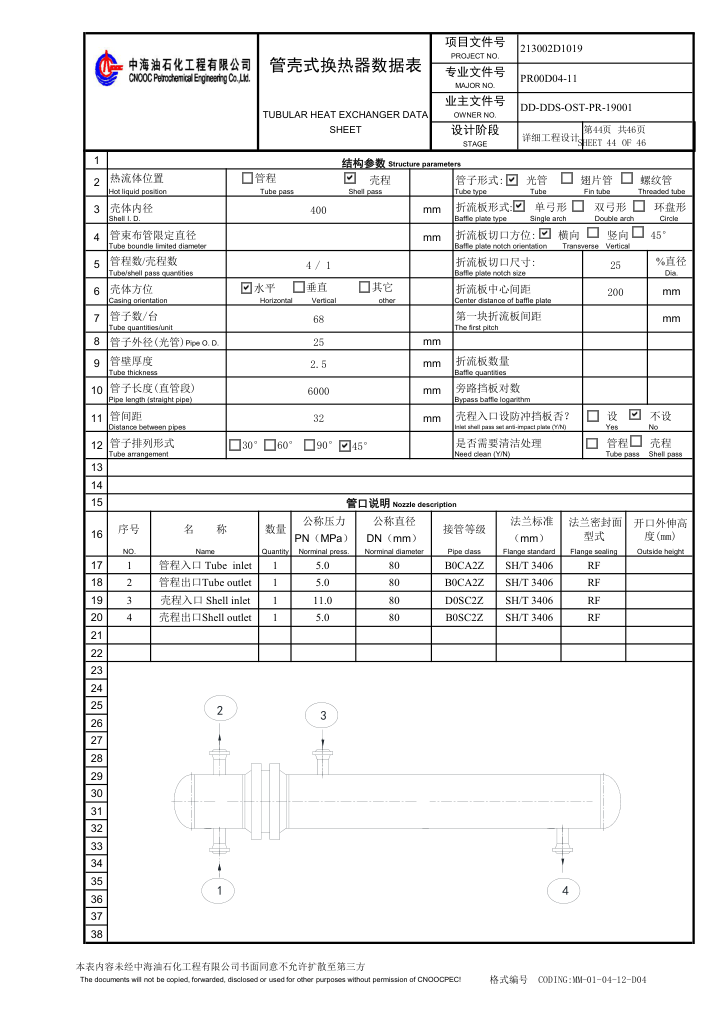 中海油石化工程有限公司
CNOOC Petrochemical Engineering Co.,Ltd.
管壳式换热器数据表
TUBULAR HEAT EXCHANGER DATA
SHEET
项目文件号
PROJECT NO.
213002D1019
专业文件号
MAJOR NO.
PR00D04-11
业主文件号
OWNER NO.
DD-DDS-OST-PR-19001
设计阶段
STAGE
详细工程设计
第44页 共46页
SHEET 44 OF 46
1 结构参数 Structure parameters
2 热流体位置 管程 壳程 管子形式: 光管 翅片管 螺纹管
Hot liquid position Tube pass Shell pass Tube type Tube Fin tube Threaded tube
3 壳体内径 400 mm 折流板形式: 单弓形 双弓形 环盘形
Shell I. D. Baffle plate type Single arch Double arch Circle
4 管束布管限定直径 mm 折流板切口方位: 横向 竖向 45°
Tube boundle limited diameter Baffle plate notch orientation Transverse Vertical
5 管程数/壳程数 4 / 1 折流板切口尺寸: 25 %直径
Tube/shell pass quantities Baffle plate notch size Dia.
6 壳体方位 水平 垂直 其它 折流板中心间距 200 mm
Casing orientation Horizontal Vertical other Center distance of baffle plate
7 管子数/台 68 第一块折流板间距 mm
Tube quantities/unit The first pitch
8 管子外径(光管) Pipe O. D. 25 mm
9 管壁厚度 2.5 mm 折流板数量
Tube thickness Baffle quantities
10 管子长度(直管段) 6000 mm 旁路挡板对数
Pipe length (straight pipe) Bypass baffle logarithm
11 管间距 32 mm 壳程入口设防冲挡板否? 设 不设
Distance between pipes Inlet shell pass set anti-impact plate (Y/N) Yes No
12 管子排列形式 30° 60° 90° 45° 是否需要清洁处理 管程 壳程
Tube arrangement Need clean (Y/N) Tube pass Shell pass
13
14
15 管口说明 Nozzle description
16 序号 名 称 数量 公称压力 公称直径 接管等级 法兰标准 法兰密封面 开口外伸高
PN（MPa） DN（mm） （mm） 型式 度(mm)
NO. Name Quantity Norminal press. Norminal diameter Pipe class Flange standard Flange sealing Outside height
17 1 管程入口 Tube inlet 1 5.0 80 B0CA2Z SH/T 3406 RF
18 2 管程出口Tube outlet 1 5.0 80 B0CA2Z SH/T 3406 RF
19 3 壳程入口 Shell inlet 1 11.0 80 D0SC2Z SH/T 3406 RF
20 4 壳程出口Shell outlet 1 5.0 80 B0SC2Z SH/T 3406 RF
21
22
23
24
25
26
27
28
29
30
31
32
33
34
35
36
37
38
2
3
1
4
本表内容未经中海油石化工程有限公司书面同意不允许扩散至第三方
The documents will not be copied, forwarded, disclosed or used for other purposes without permission of CNOOCPEC!
格式编号 CODING:MM-01-04-12-D04